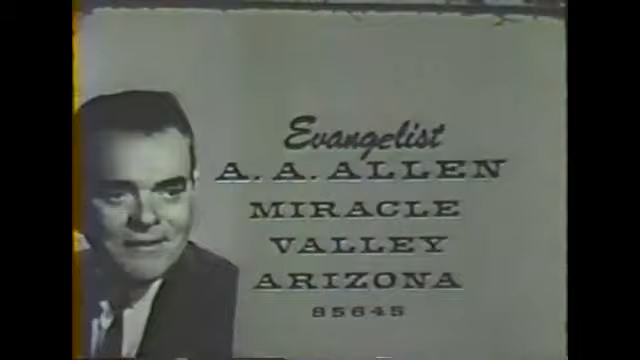 Evangelist
A. A. ALLEN
MIRACLE
VALLEY
ARIZONA
85645